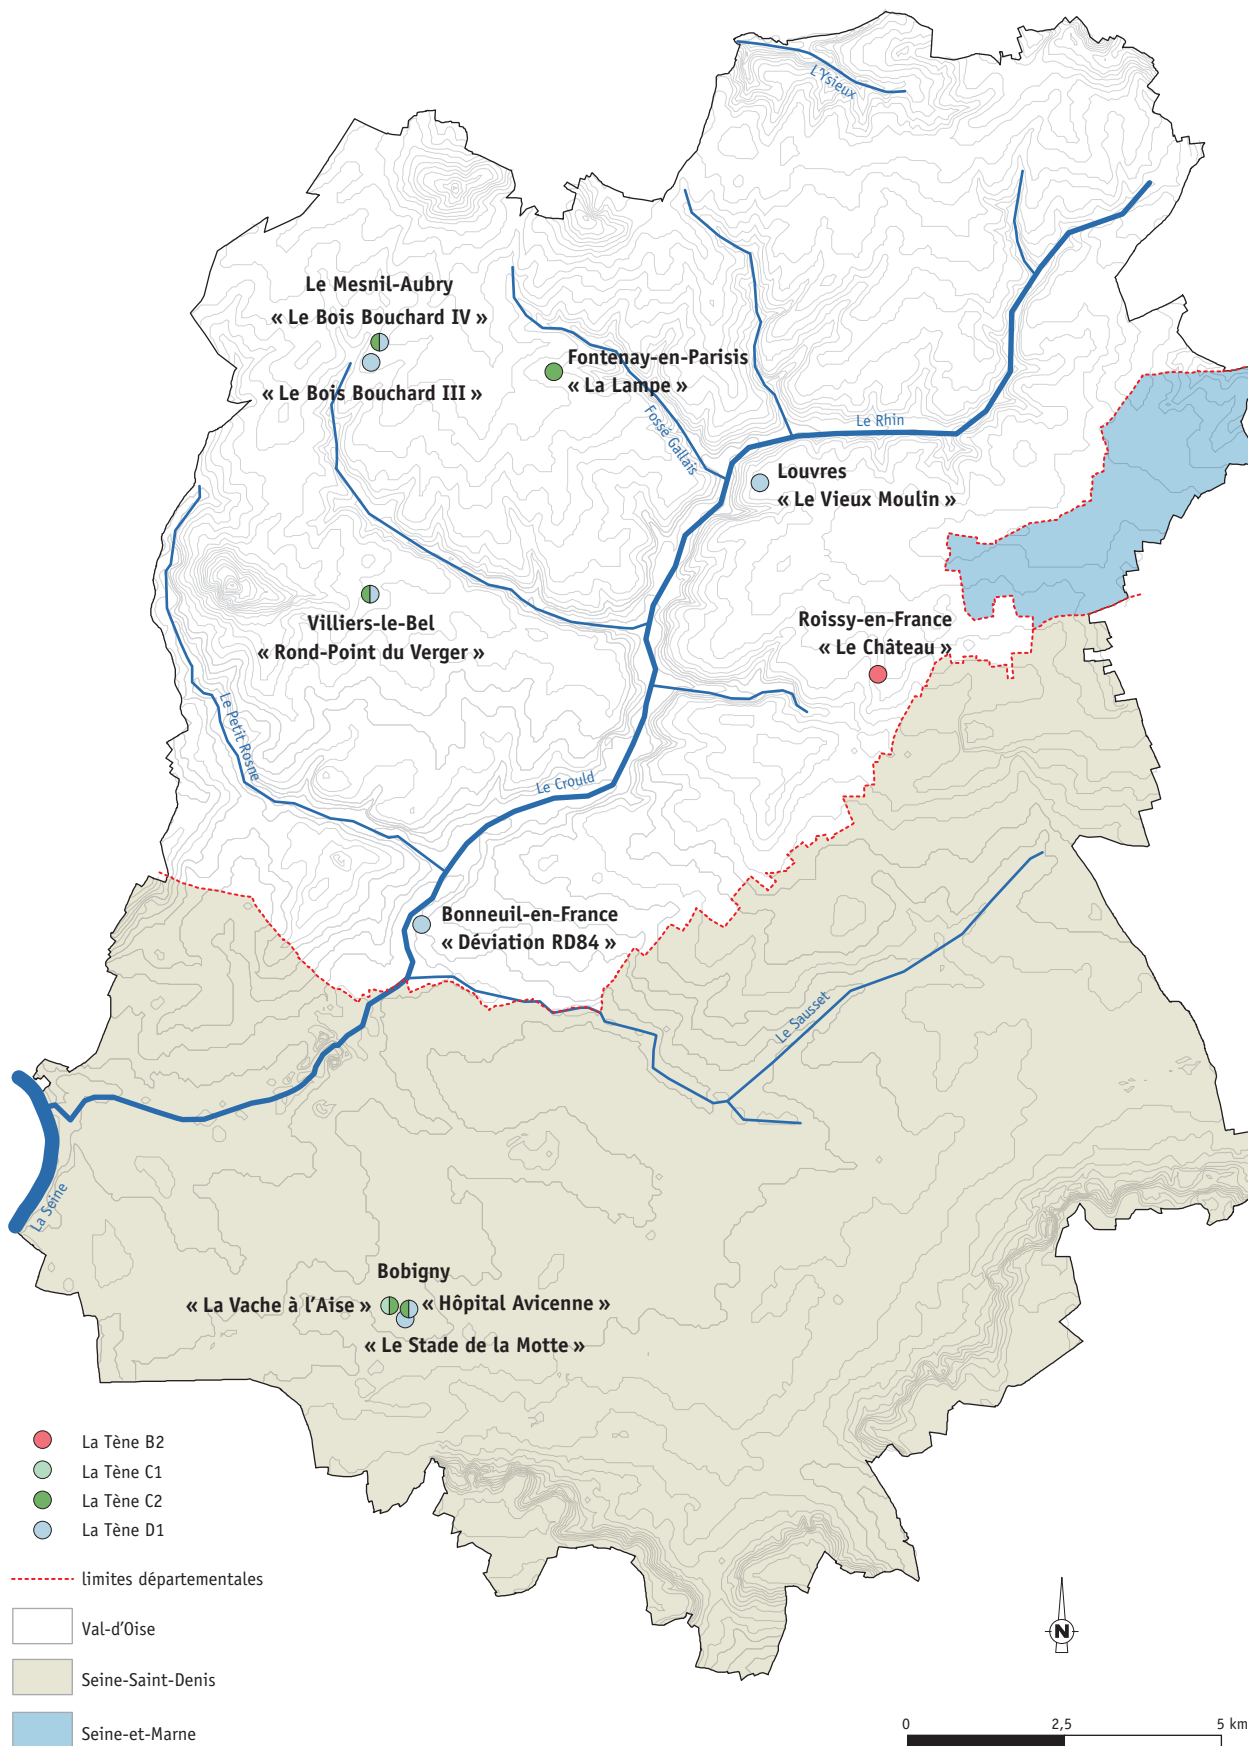 L'Ysieux
Le Mesnil-Aubry
« Le Bois Bouchard IV »
« Le Bois Bouchard III »
Fontenay-en-Parisis
« La Lampe »
Fossé Gallais
Le Rhin
Louvres
« Le Vieux Moulin »
Villiers-le-Bel
« Rond-Point du Verger »
Roissy-en-France
« Le Château »
Le Petit Rosne
Le Crould
Bonneuil-en-France
« Déviation RD84 »
Le Sausset
La Seine
Bobigny
« La Vache à l'Aise »
« Hôpital Avicenne »
« Le Stade de la Motte »
La Tène B2
La Tène C1
La Tène C2
La Tène D1
limites départementales
Val-d'Oise
Seine-Saint-Denis
Seine-et-Marne
N
0 2,5 5 km